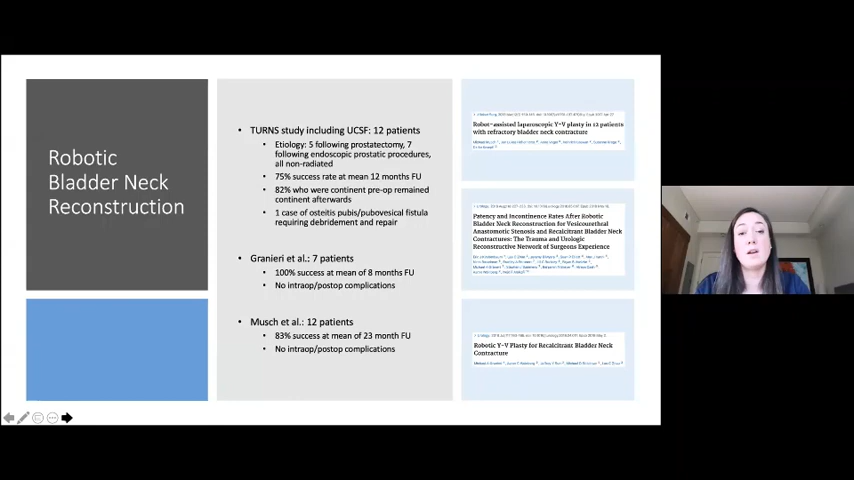 Robotic
Bladder Neck
Reconstruction
• TURNS study including UCSF: 12 patients
• Etiology: 5 following prostatectomy, 7
following endoscopic prostatic procedures,
all non-radiated
• 75% success rate at mean 12 months FU
• 82% who were continent pre-op remained
continent afterwards
• 1 case of osteitis pubis/pubovesical fistula
requiring debridement and repair
• Granieri et al.: 7 patients
• 100% success at mean of 8 months FU
• No intraop/postop complications
• Musch et al.: 12 patients
• 83% success at mean of 23 month FU
• No intraop/postop complications
Robot-assisted laparoscopic Y-V plasty in 12 patients
with refractory bladder neck contracture
Patency and Incontinence Rates After Robotic
Bladder Neck Reconstruction for Vesicourethral
Anastomotic Stenosis and Recalcitrant Bladder Neck
Contractures: The Trauma and Urologic
Reconstructive Network of Surgeons Experience
Robotic Y-V Plasty for Recalcitrant Bladder Neck
Contracture